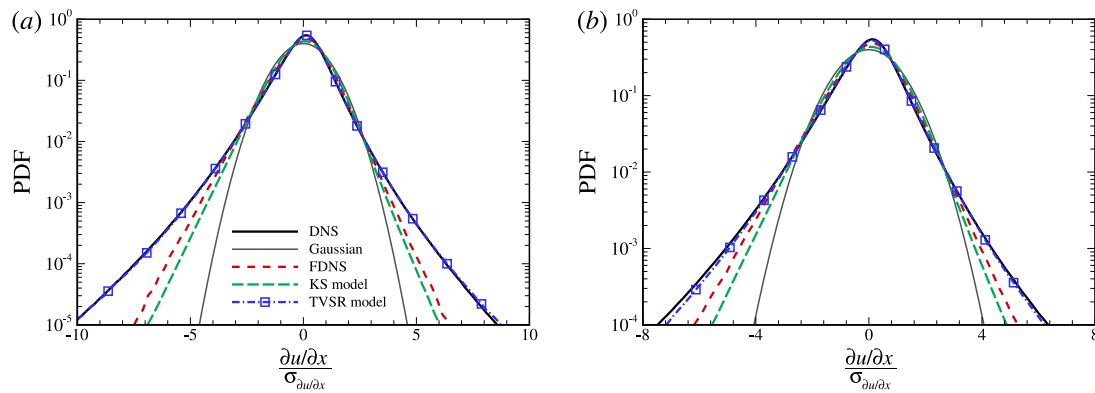 (a)
10^0
10^-1
10^-2
10^-3
10^-4
10^-5
PDF
DNS
Gaussian
FDNS
KS model
TVSR model
-10 -5 0 5 10
∂u/∂x
σ∂u/∂x
(b)
10^0
10^-1
10^-2
10^-3
10^-4
PDF
-8 -4 0 4 8
∂u/∂x
σ∂u/∂x